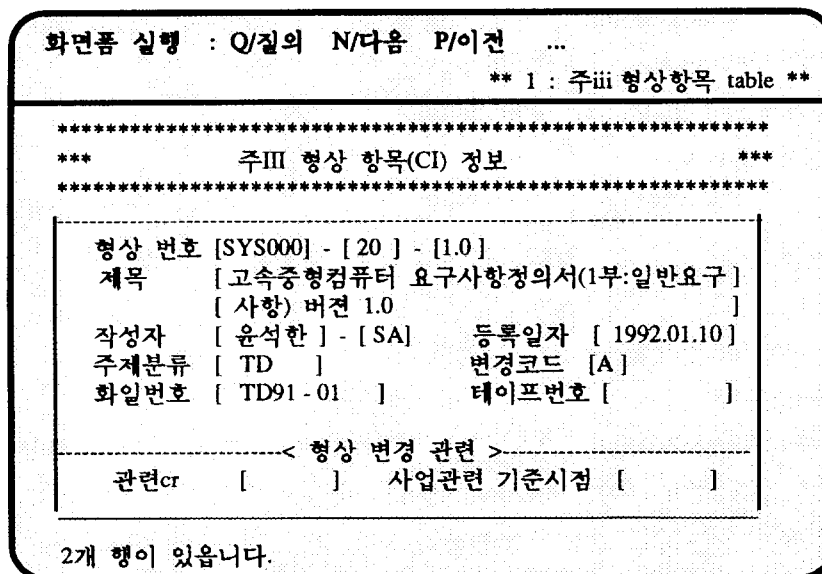 화면폼 실행 : Q/질의 N/다음 P/이전 ...
** 1 : 주iii 형상항목 table **
***********************************************************
*** 주III 형상 항목(CI) 정보 ***
***********************************************************
형상 번호 [SYS000] - [ 20 ] - [1.0 ]
제목 [ 고속중형컴퓨터 요구사항정의서(1부:일반요구 ]
[ 사항) 버젼 1.0 ]
작성자 [ 윤석한 ] - [ SA] 등록일자 [ 1992.01.10 ]
주제분류 [ TD ] 변경코드 [A ]
화일번호 [ TD91 - 01 ] 테이프번호 [ ]
----------------------< 형상 변경 관련 >------------------------
관련cr [ ] 사업관련 기준시점 [ ]
2개 행이 있읍니다.